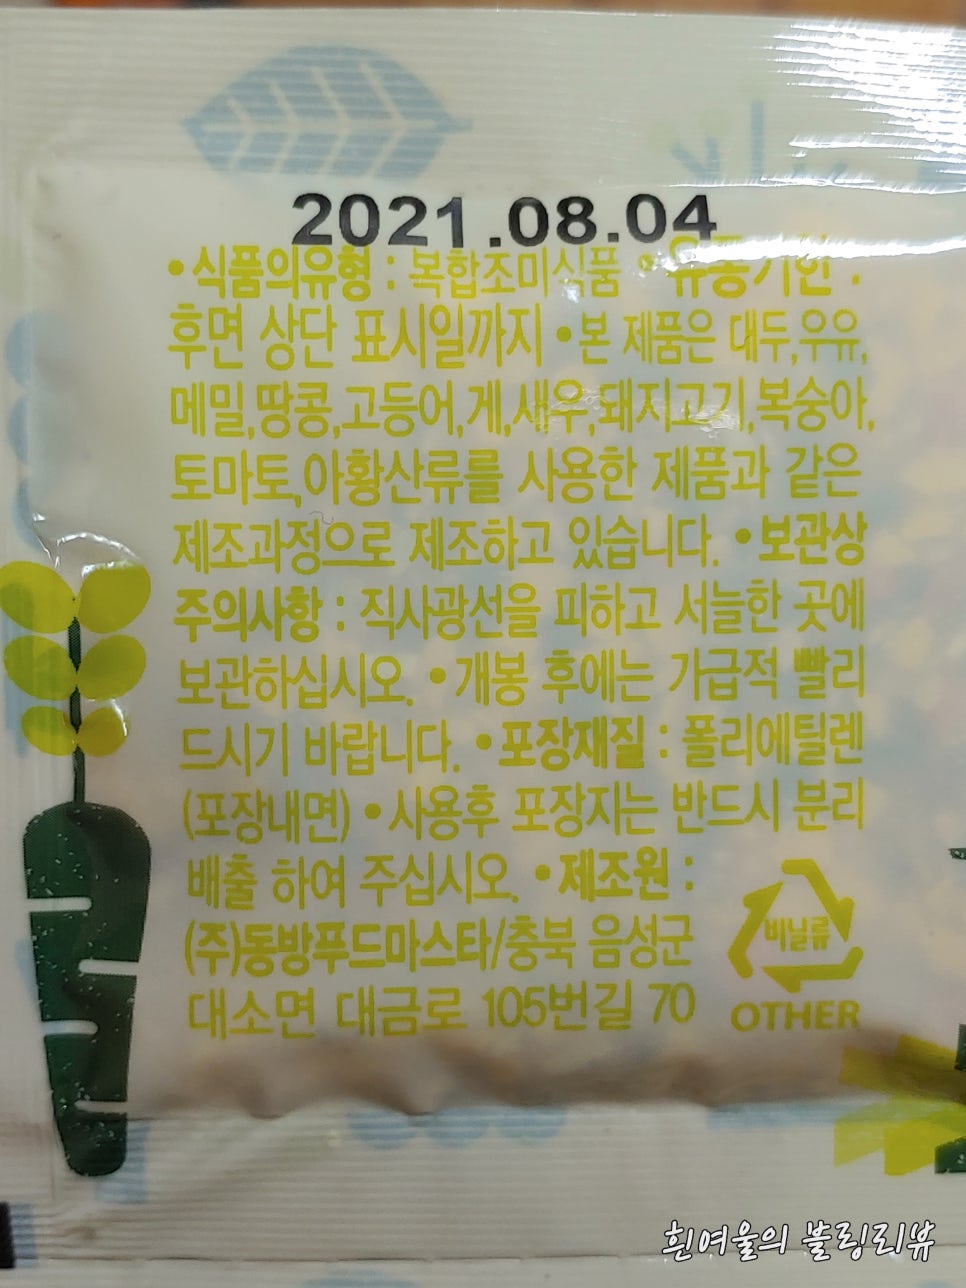 2021.08.04
•식품의유형 : 복합조미식품 •유통기한 :
후면 상단 표시일까지 •본 제품은 대두,우유,
메밀,땅콩,고등어,게,새우,돼지고기,복숭아,
토마토,아황산류를 사용한 제품과 같은
제조과정으로 제조하고 있습니다. •보관상
주의사항 : 직사광선을 피하고 서늘한 곳에
보관하십시오. •개봉 후에는 가급적 빨리
드시기 바랍니다. •포장재질 : 폴리에틸렌
(포장내면) •사용후 포장지는 반드시 분리
배출 하여 주십시오. •제조원 :
(주)동방푸드마스타/충북 음성군
대소면 대금로 105번길 70
비닐류
OTHER
흰여울의 블링리뷰